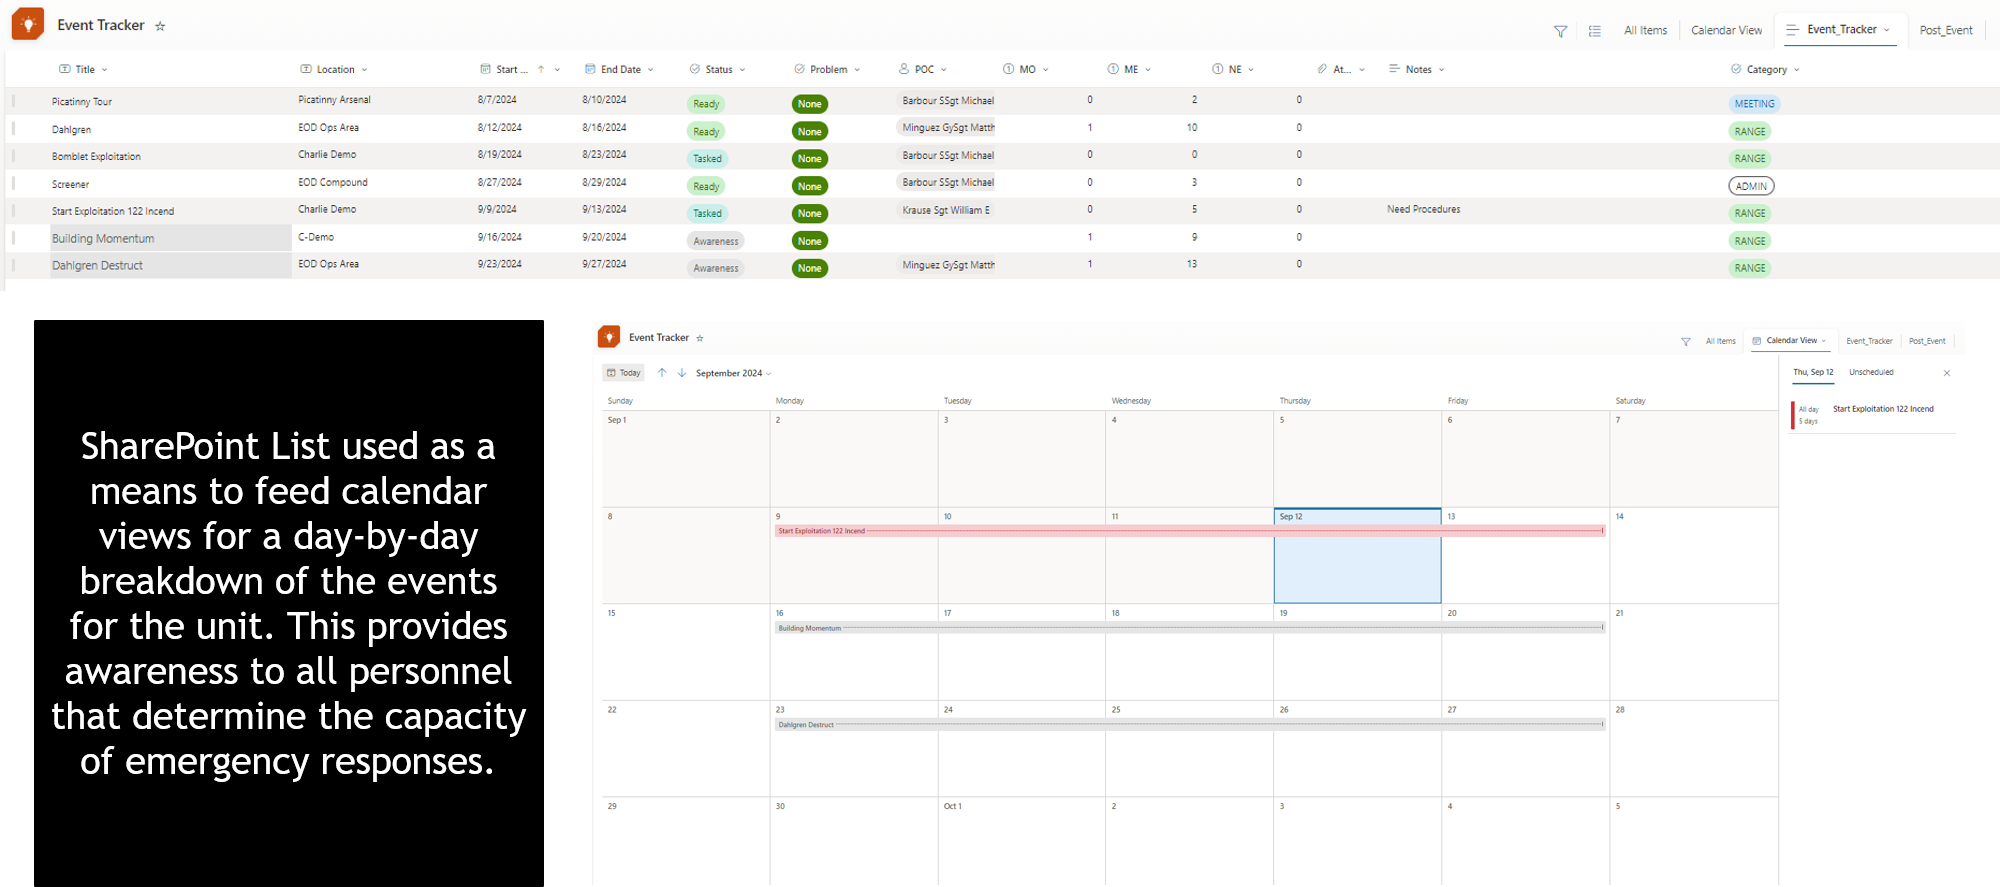 Event Tracker
All Items Calendar View Event_Tracker Post_Event
Title Location Start ... End Date Status Problem POC MO ME NE At... Notes Category
Picatinny Tour Picatinny Arsenal 8/7/2024 8/10/2024 Ready None Barbour SSgt Michael 0 2 0 MEETING
Dahlgren EOD Ops Area 8/12/2024 8/16/2024 Ready None Minguez GySgt Matth 1 10 0 RANGE
Bomblet Exploitation Charlie Demo 8/19/2024 8/23/2024 Tasked None Barbour SSgt Michael 0 0 0 RANGE
Screener EOD Compound 8/27/2024 8/29/2024 Ready None Barbour SSgt Michael 0 3 0 ADMIN
Start Exploitation 122 Incend Charlie Demo 9/9/2024 9/13/2024 Tasked None Krause Sgt William E 0 5 0 Need Procedures RANGE
Building Momentum C-Demo 9/16/2024 9/20/2024 Awareness None 1 9 0 RANGE
Dahlgren Destruct EOD Ops Area 9/23/2024 9/27/2024 Awareness None Minguez GySgt Matth 1 13 0 RANGE
SharePoint List used as a
means to feed calendar
views for a day-by-day
breakdown of the events
for the unit. This provides
awareness to all personnel
that determine the capacity
of emergency responses.
Event Tracker
All Items Calendar View Event_Tracker Post_Event
Today September 2024
Thu, Sep 12 Unscheduled
All day Start Exploitation 122 Incend
5 days
Sunday Monday Tuesday Wednesday Thursday Friday Saturday
Sep 1 2 3 4 5 6 7
8 9 10 11 Sep 12 13 14
Start Exploitation 122 Incend
15 16 17 18 19 20 21
Building Momentum
22 23 24 25 26 27 28
Dahlgren Destruct
29 30 Oct 1 2 3 4 5